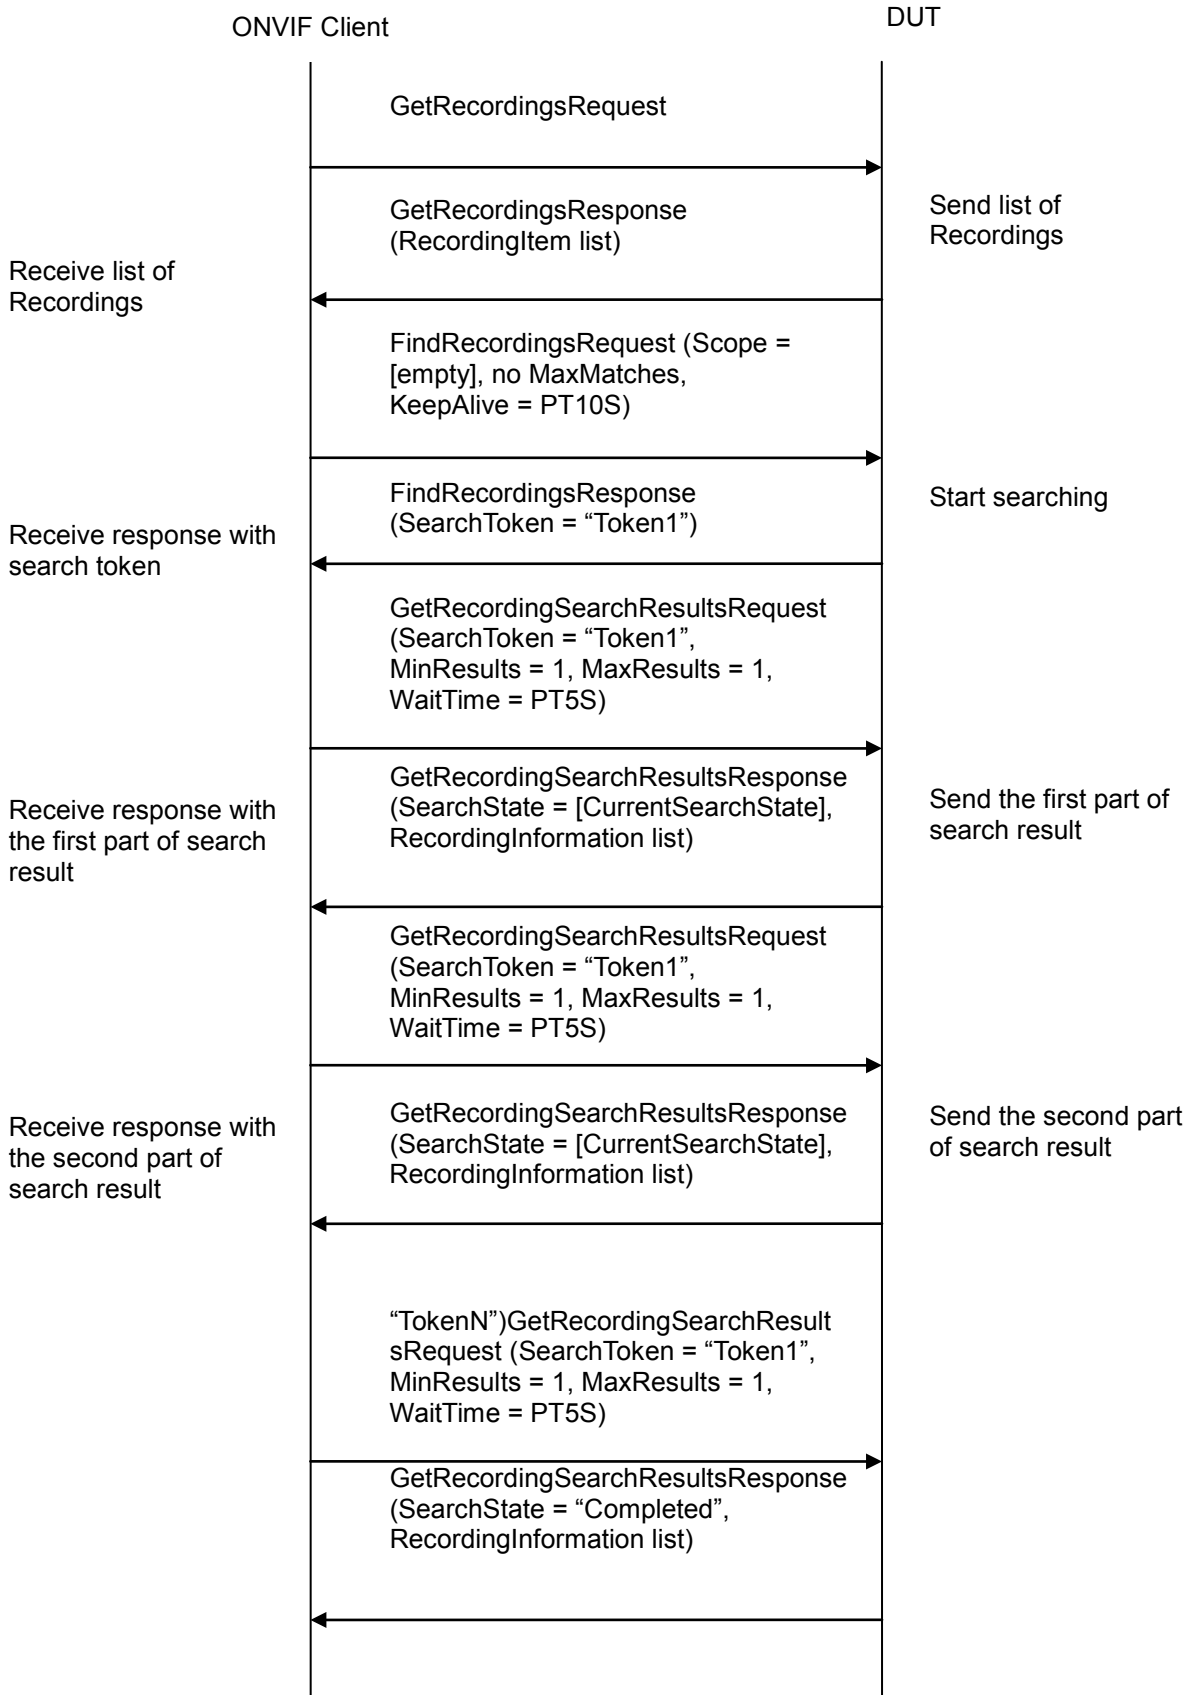 ONVIF Client
DUT
GetRecordingsRequest
GetRecordingsResponse
(RecordingItem list)
Send list of
Recordings
Receive list of
Recordings
FindRecordingsRequest (Scope =
[empty], no MaxMatches,
KeepAlive = PT10S)
FindRecordingsResponse
(SearchToken = “Token1”)
Start searching
Receive response with
search token
GetRecordingSearchResultsRequest
(SearchToken = “Token1”,
MinResults = 1, MaxResults = 1,
WaitTime = PT5S)
GetRecordingSearchResultsResponse
(SearchState = [CurrentSearchState],
RecordingInformation list)
Send the first part of
search result
Receive response with
the first part of search
result
GetRecordingSearchResultsRequest
(SearchToken = “Token1”,
MinResults = 1, MaxResults = 1,
WaitTime = PT5S)
GetRecordingSearchResultsResponse
(SearchState = [CurrentSearchState],
RecordingInformation list)
Send the second part
of search result
Receive response with
the second part of
search result
“TokenN”)GetRecordingSearchResult
sRequest (SearchToken = “Token1”,
MinResults = 1, MaxResults = 1,
WaitTime = PT5S)
GetRecordingSearchResultsResponse
(SearchState = “Completed”,
RecordingInformation list)